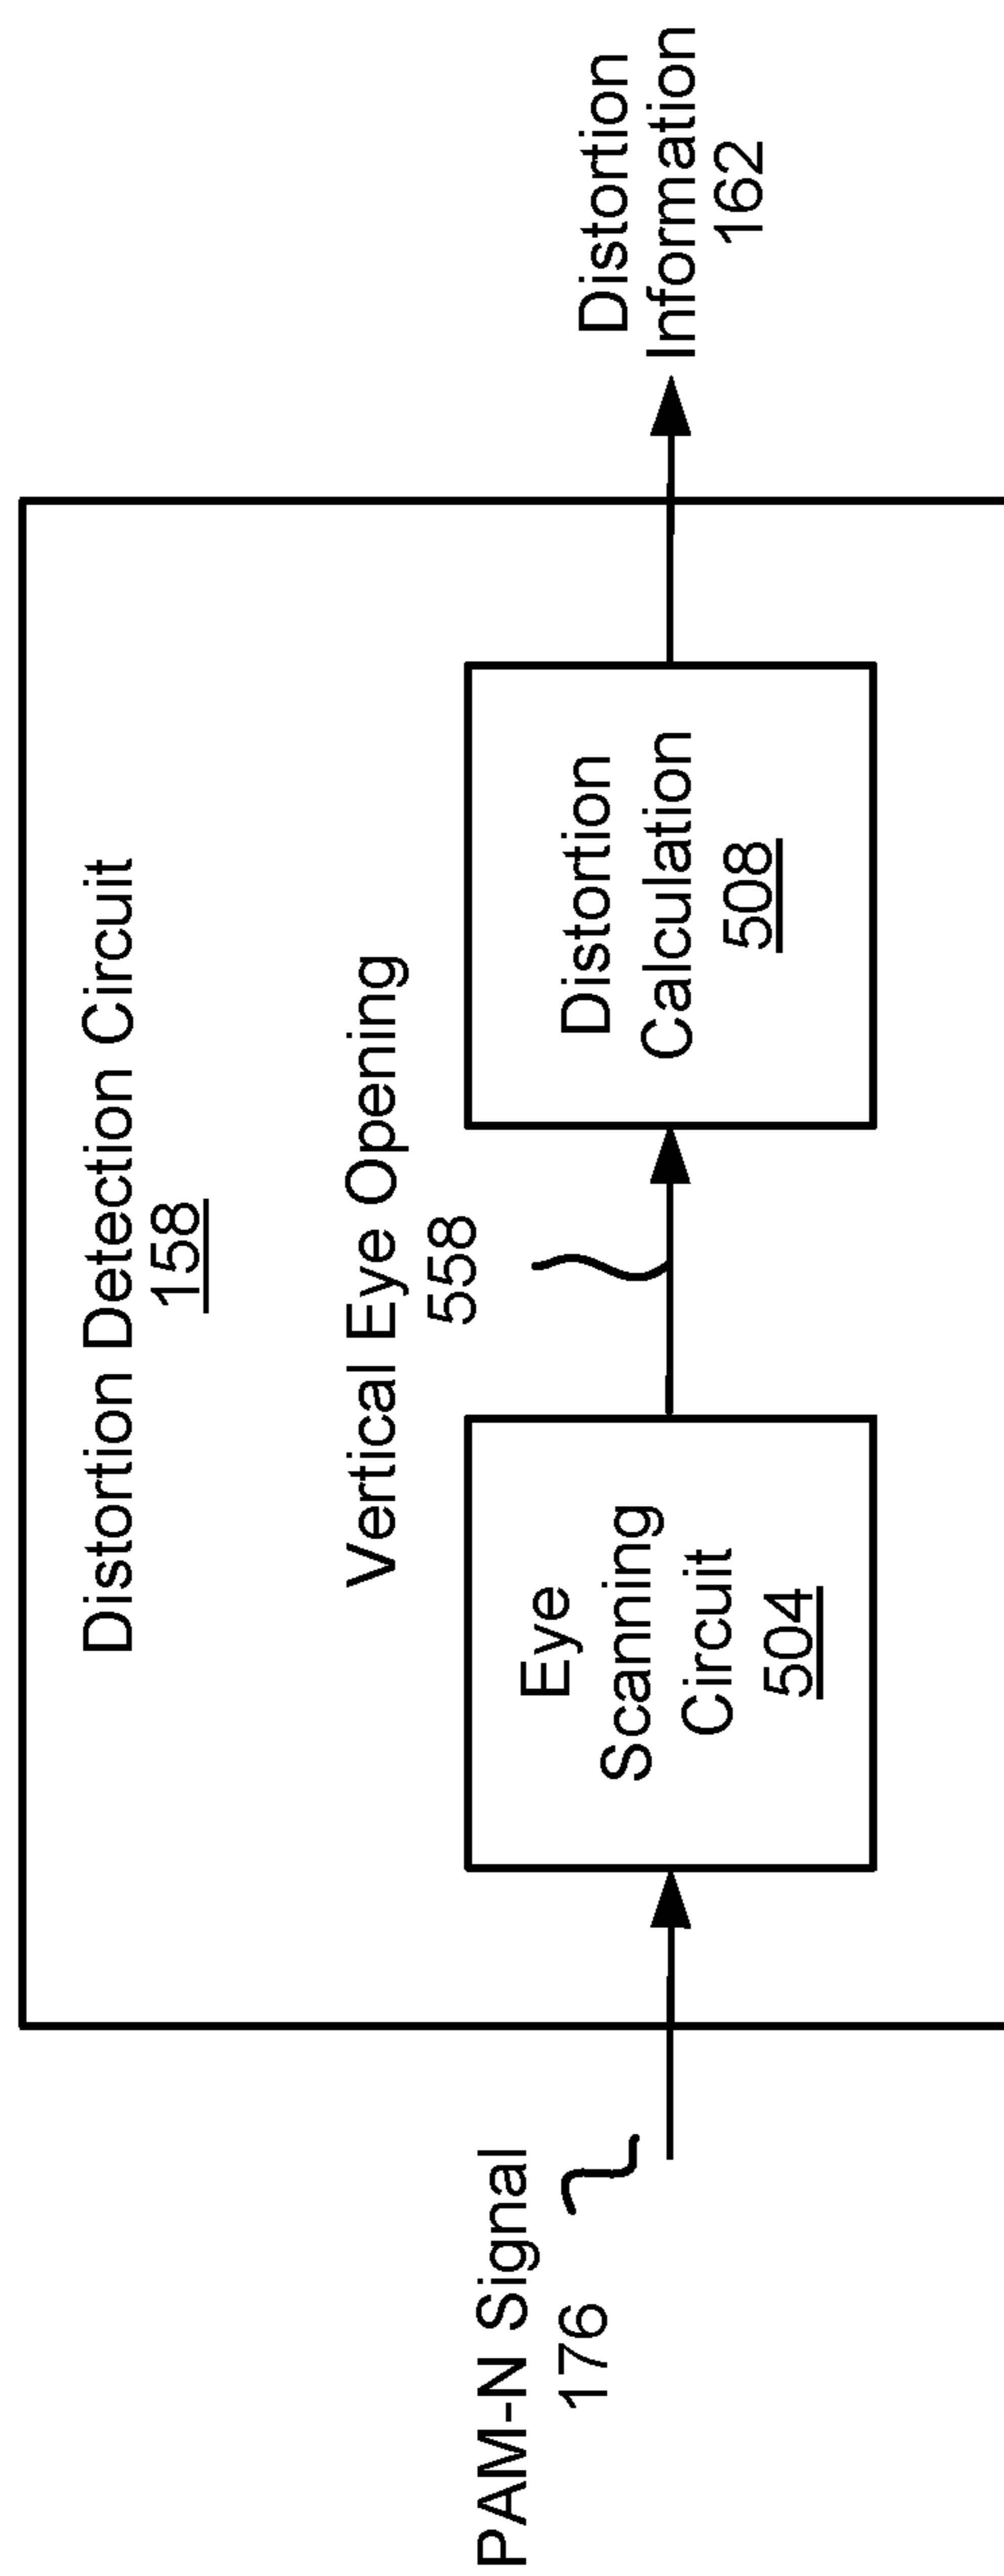 Distortion Detection Circuit
158
PAM-N Signal
176
Eye
Scanning
Circuit
504
Vertical Eye Opening
558
Distortion
Calculation
508
Distortion
Information
162